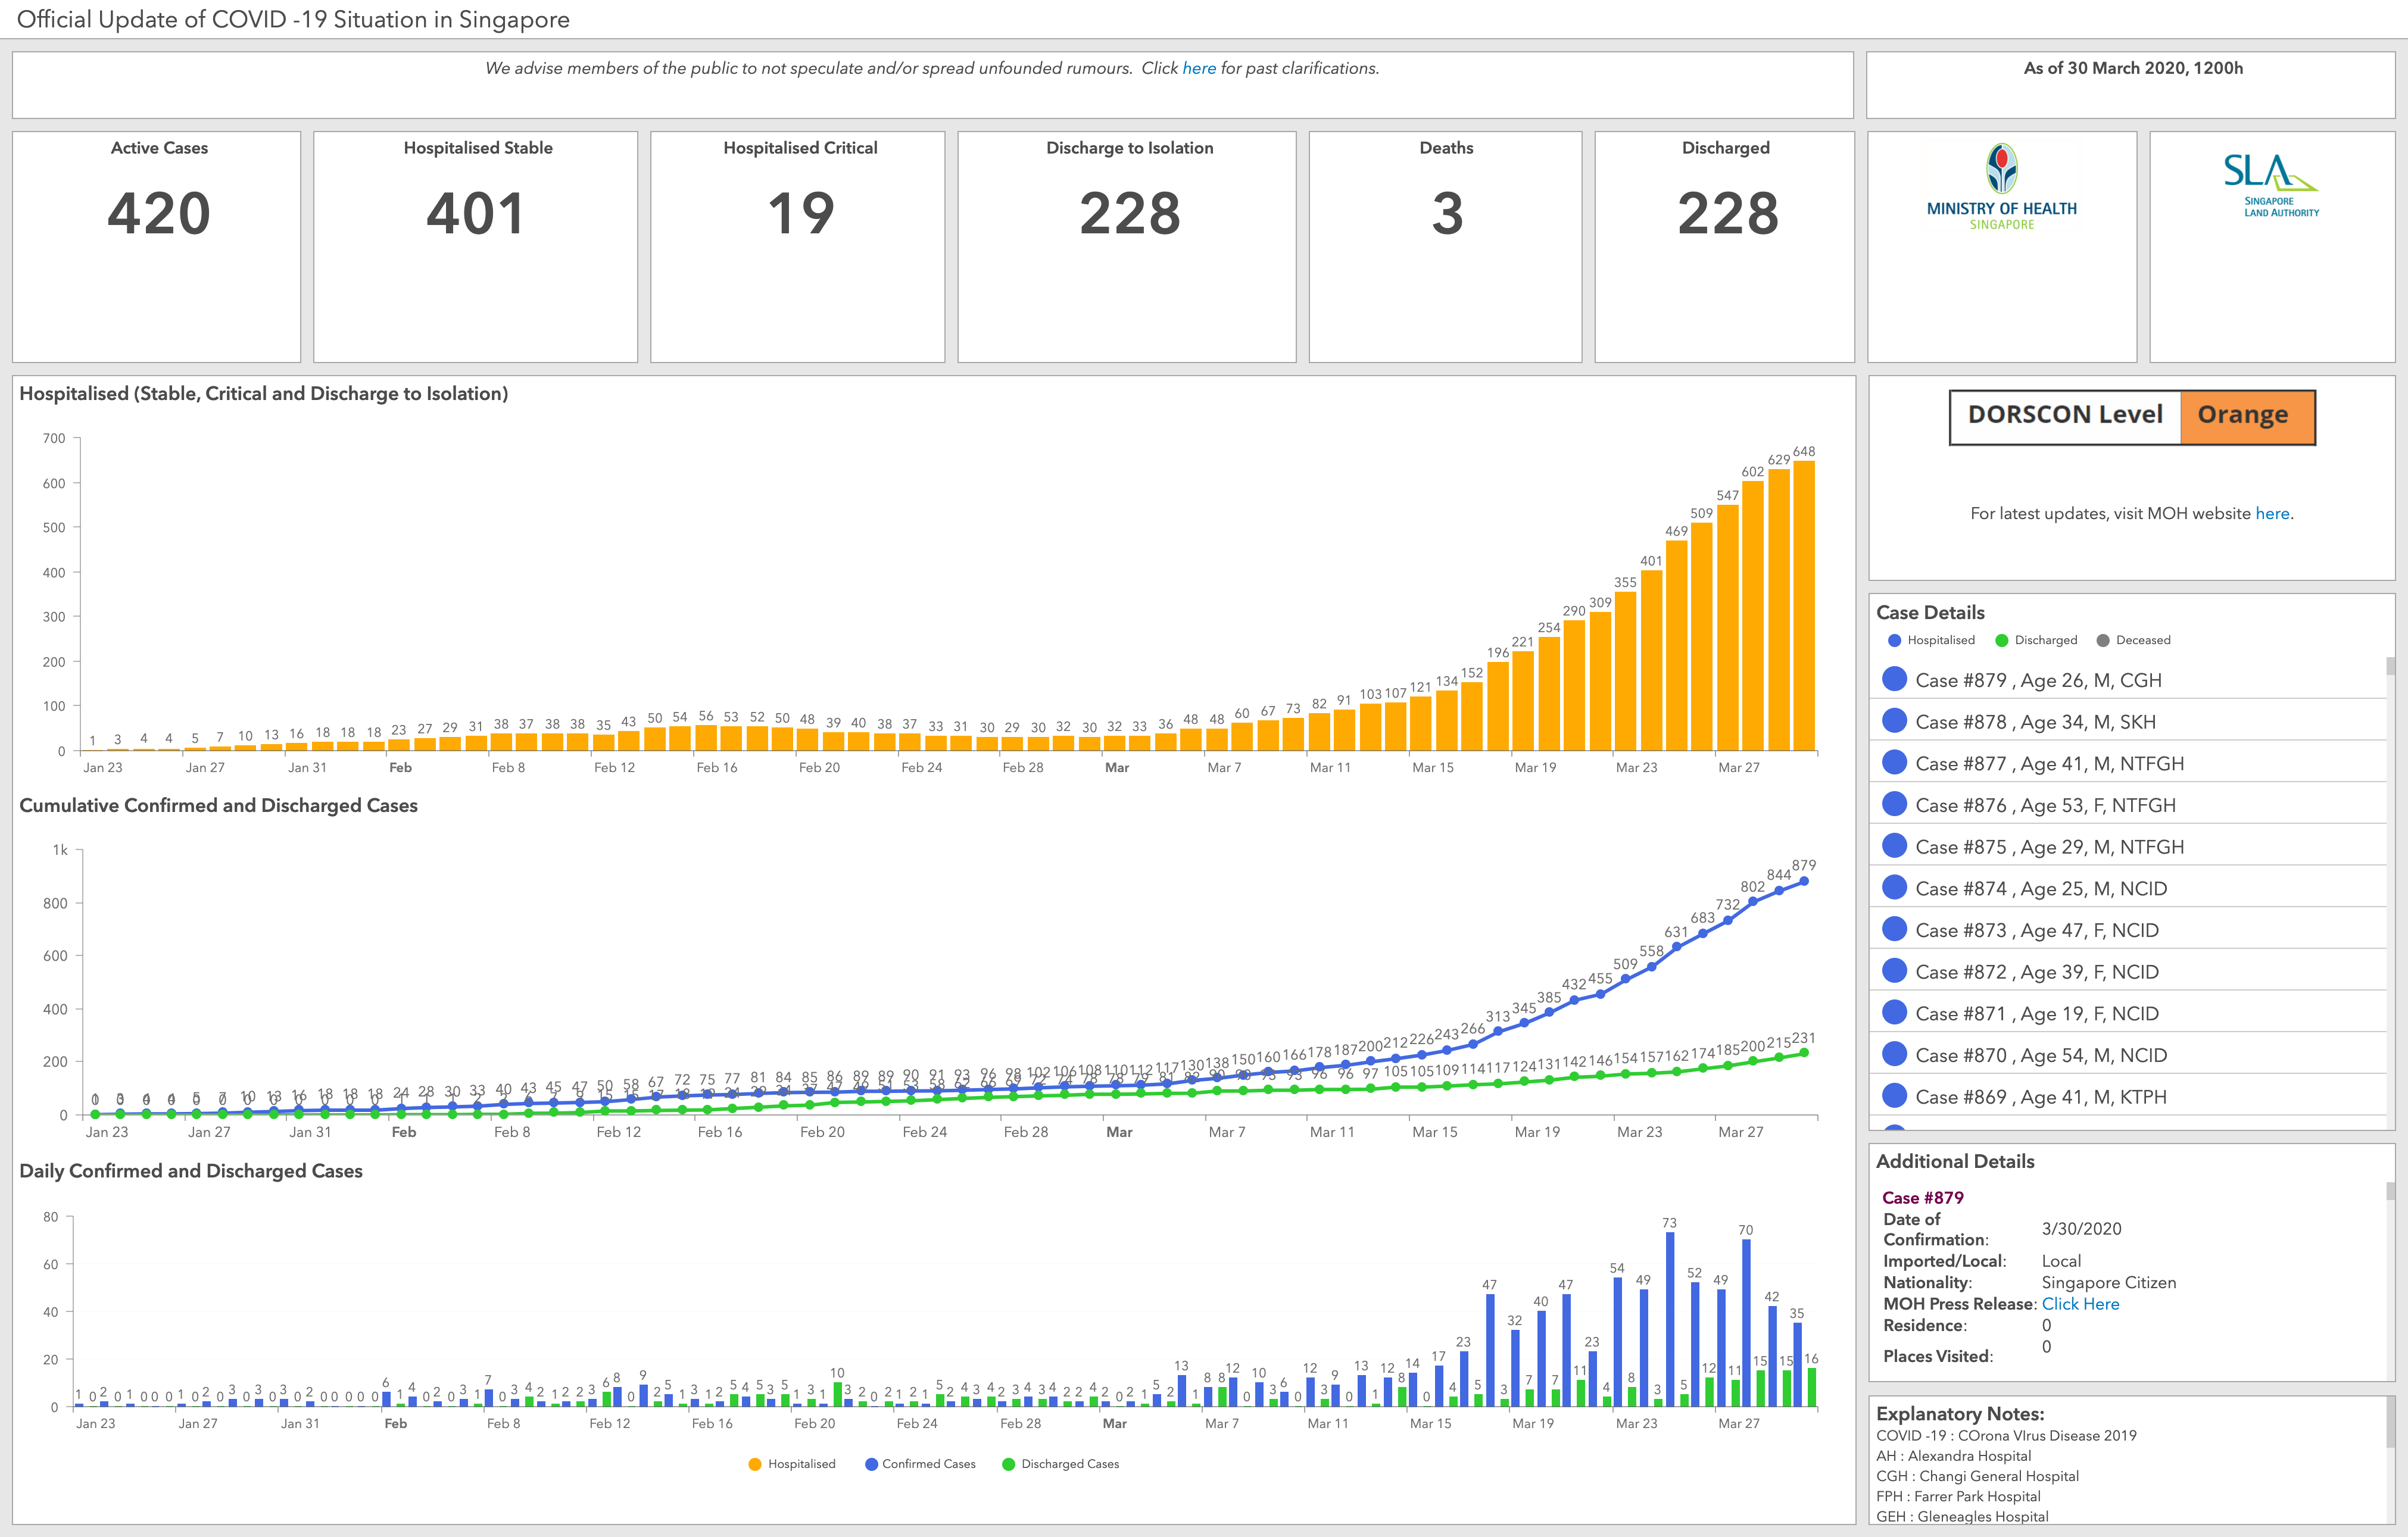 Official Update of COVID -19 Situation in Singapore
We advise members of the public to not speculate and/or spread unfounded rumours.  Click here for past clarifications.
As of 30 March 2020, 1200h
Active Cases
420
Hospitalised Stable
401
Hospitalised Critical
19
Discharge to Isolation
228
Deaths
3
Discharged
228
MINISTRY OF HEALTH
SINGAPORE
SLA
SINGAPORE
LAND AUTHORITY
Hospitalised (Stable, Critical and Discharge to Isolation)
700
600
500
400
300
200
100
0
1 3 4 4 5 7 10 13 16 18 18 18 23 27 29 31 38 37 38 38 35 43 50 54 56 53 52 50 48 39 40 38 37 33 31 30 29 30 32 30 32 33 36 48 48 60 67 73 82 91 103 107 121 134 152 196 221 254 290 309 355 401 469 509 547 602 629 648
Jan 23 Jan 27 Jan 31 Feb Feb 8 Feb 12 Feb 16 Feb 20 Feb 24 Feb 28 Mar Mar 7 Mar 11 Mar 15 Mar 19 Mar 23 Mar 27
Cumulative Confirmed and Discharged Cases
1k
800
600
400
200
0
24 28 30 33 40 43 45 47 50 58 67 72 75 77 81 84 85 86 89 89 90 91 93 96 98 102 106 108 110 112 117 130 138 150 160 166 178 187 200 212 226 243 266 313 345 385 432 455 509 558 631 683 732 802 844 879
96 96 97 105 105 109 114 117 124 131 142 146 154 157 162 174 185 200 215 231
Jan 23 Jan 27 Jan 31 Feb Feb 8 Feb 12 Feb 16 Feb 20 Feb 24 Feb 28 Mar Mar 7 Mar 11 Mar 15 Mar 19 Mar 23 Mar 27
Daily Confirmed and Discharged Cases
80
60
40
20
0
1 0 2 0 1 0 0 0 1 0 2 0 3 0 3 0 3 0 2 0 0 0 0 0 6 1 4 0 2 0 3 1 7 0 3 4 2 1 2 2 3 6 8 0 9 2 5 1 3 1 2 5 4 5 3 5 1 3 1 10 3 2 0 2 1 2 1 5 2 4 3 4 2 3 4 3 4 2 2 4 2 0 2 1 5 2 13 1 8 8 12 0 10 3 6 0 12 3 9 0 13 1 12 8 14 0 17 4 23 5 47 3 32 7 40 7 47 11 23 4 54 8 49 3 73 5 52 12 49 11 70 15 42 15 35 16
Jan 23 Jan 27 Jan 31 Feb Feb 8 Feb 12 Feb 16 Feb 20 Feb 24 Feb 28 Mar Mar 7 Mar 11 Mar 15 Mar 19 Mar 23 Mar 27
Hospitalised Confirmed Cases Discharged Cases
DORSCON Level Orange
For latest updates, visit MOH website here.
Case Details
Hospitalised Discharged Deceased
Case #879 , Age 26, M, CGH
Case #878 , Age 34, M, SKH
Case #877 , Age 41, M, NTFGH
Case #876 , Age 53, F, NTFGH
Case #875 , Age 29, M, NTFGH
Case #874 , Age 25, M, NCID
Case #873 , Age 47, F, NCID
Case #872 , Age 39, F, NCID
Case #871 , Age 19, F, NCID
Case #870 , Age 54, M, NCID
Case #869 , Age 41, M, KTPH
Additional Details
Case #879
Date of
Confirmation: 3/30/2020
Imported/Local: Local
Nationality: Singapore Citizen
MOH Press Release: Click Here
Residence: 0
Places Visited: 0
Explanatory Notes:
COVID -19 : COrona VIrus Disease 2019
AH : Alexandra Hospital
CGH : Changi General Hospital
FPH : Farrer Park Hospital
GEH : Gleneagles Hospital